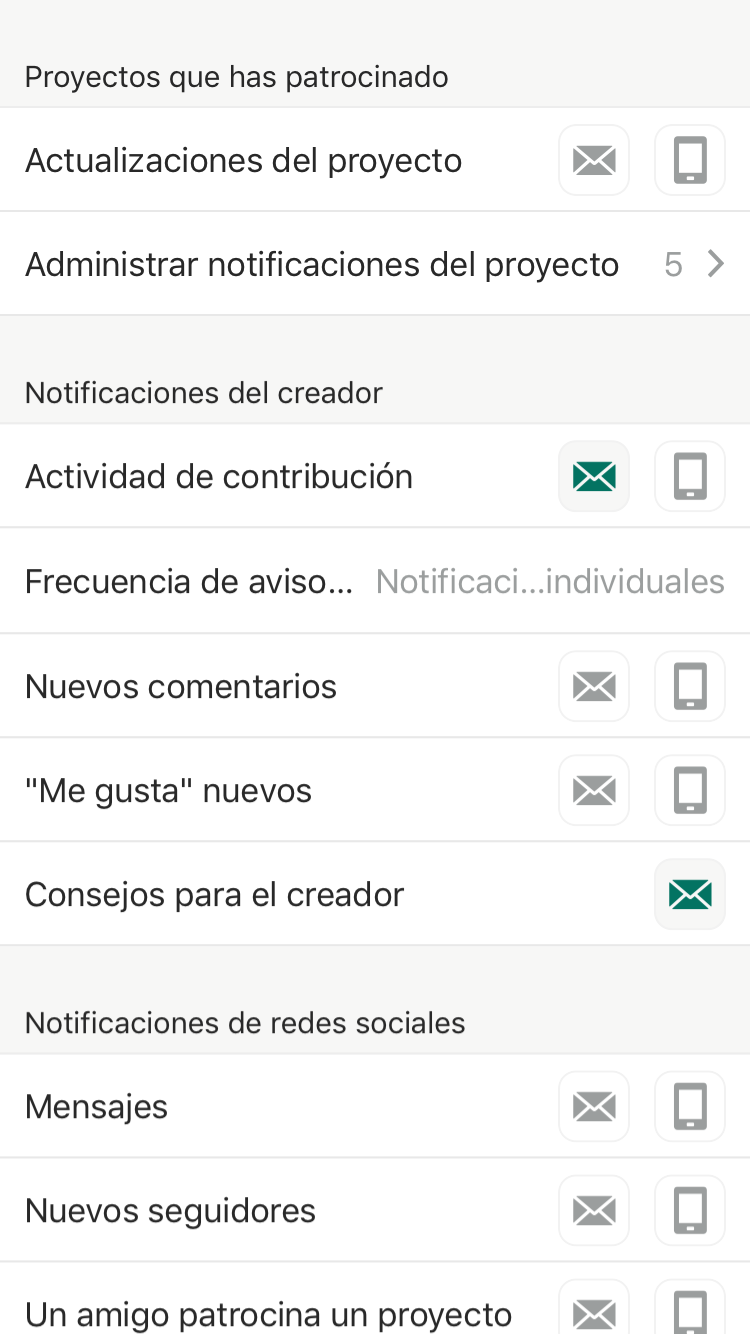 Proyectos que has patrocinado
Actualizaciones del proyecto
Administrar notificaciones del proyecto 5
Notificaciones del creador
Actividad de contribución
Frecuencia de aviso... Notificaci...individuales
Nuevos comentarios
"Me gusta" nuevos
Consejos para el creador
Notificaciones de redes sociales
Mensajes
Nuevos seguidores
Un amigo patrocina un proyecto